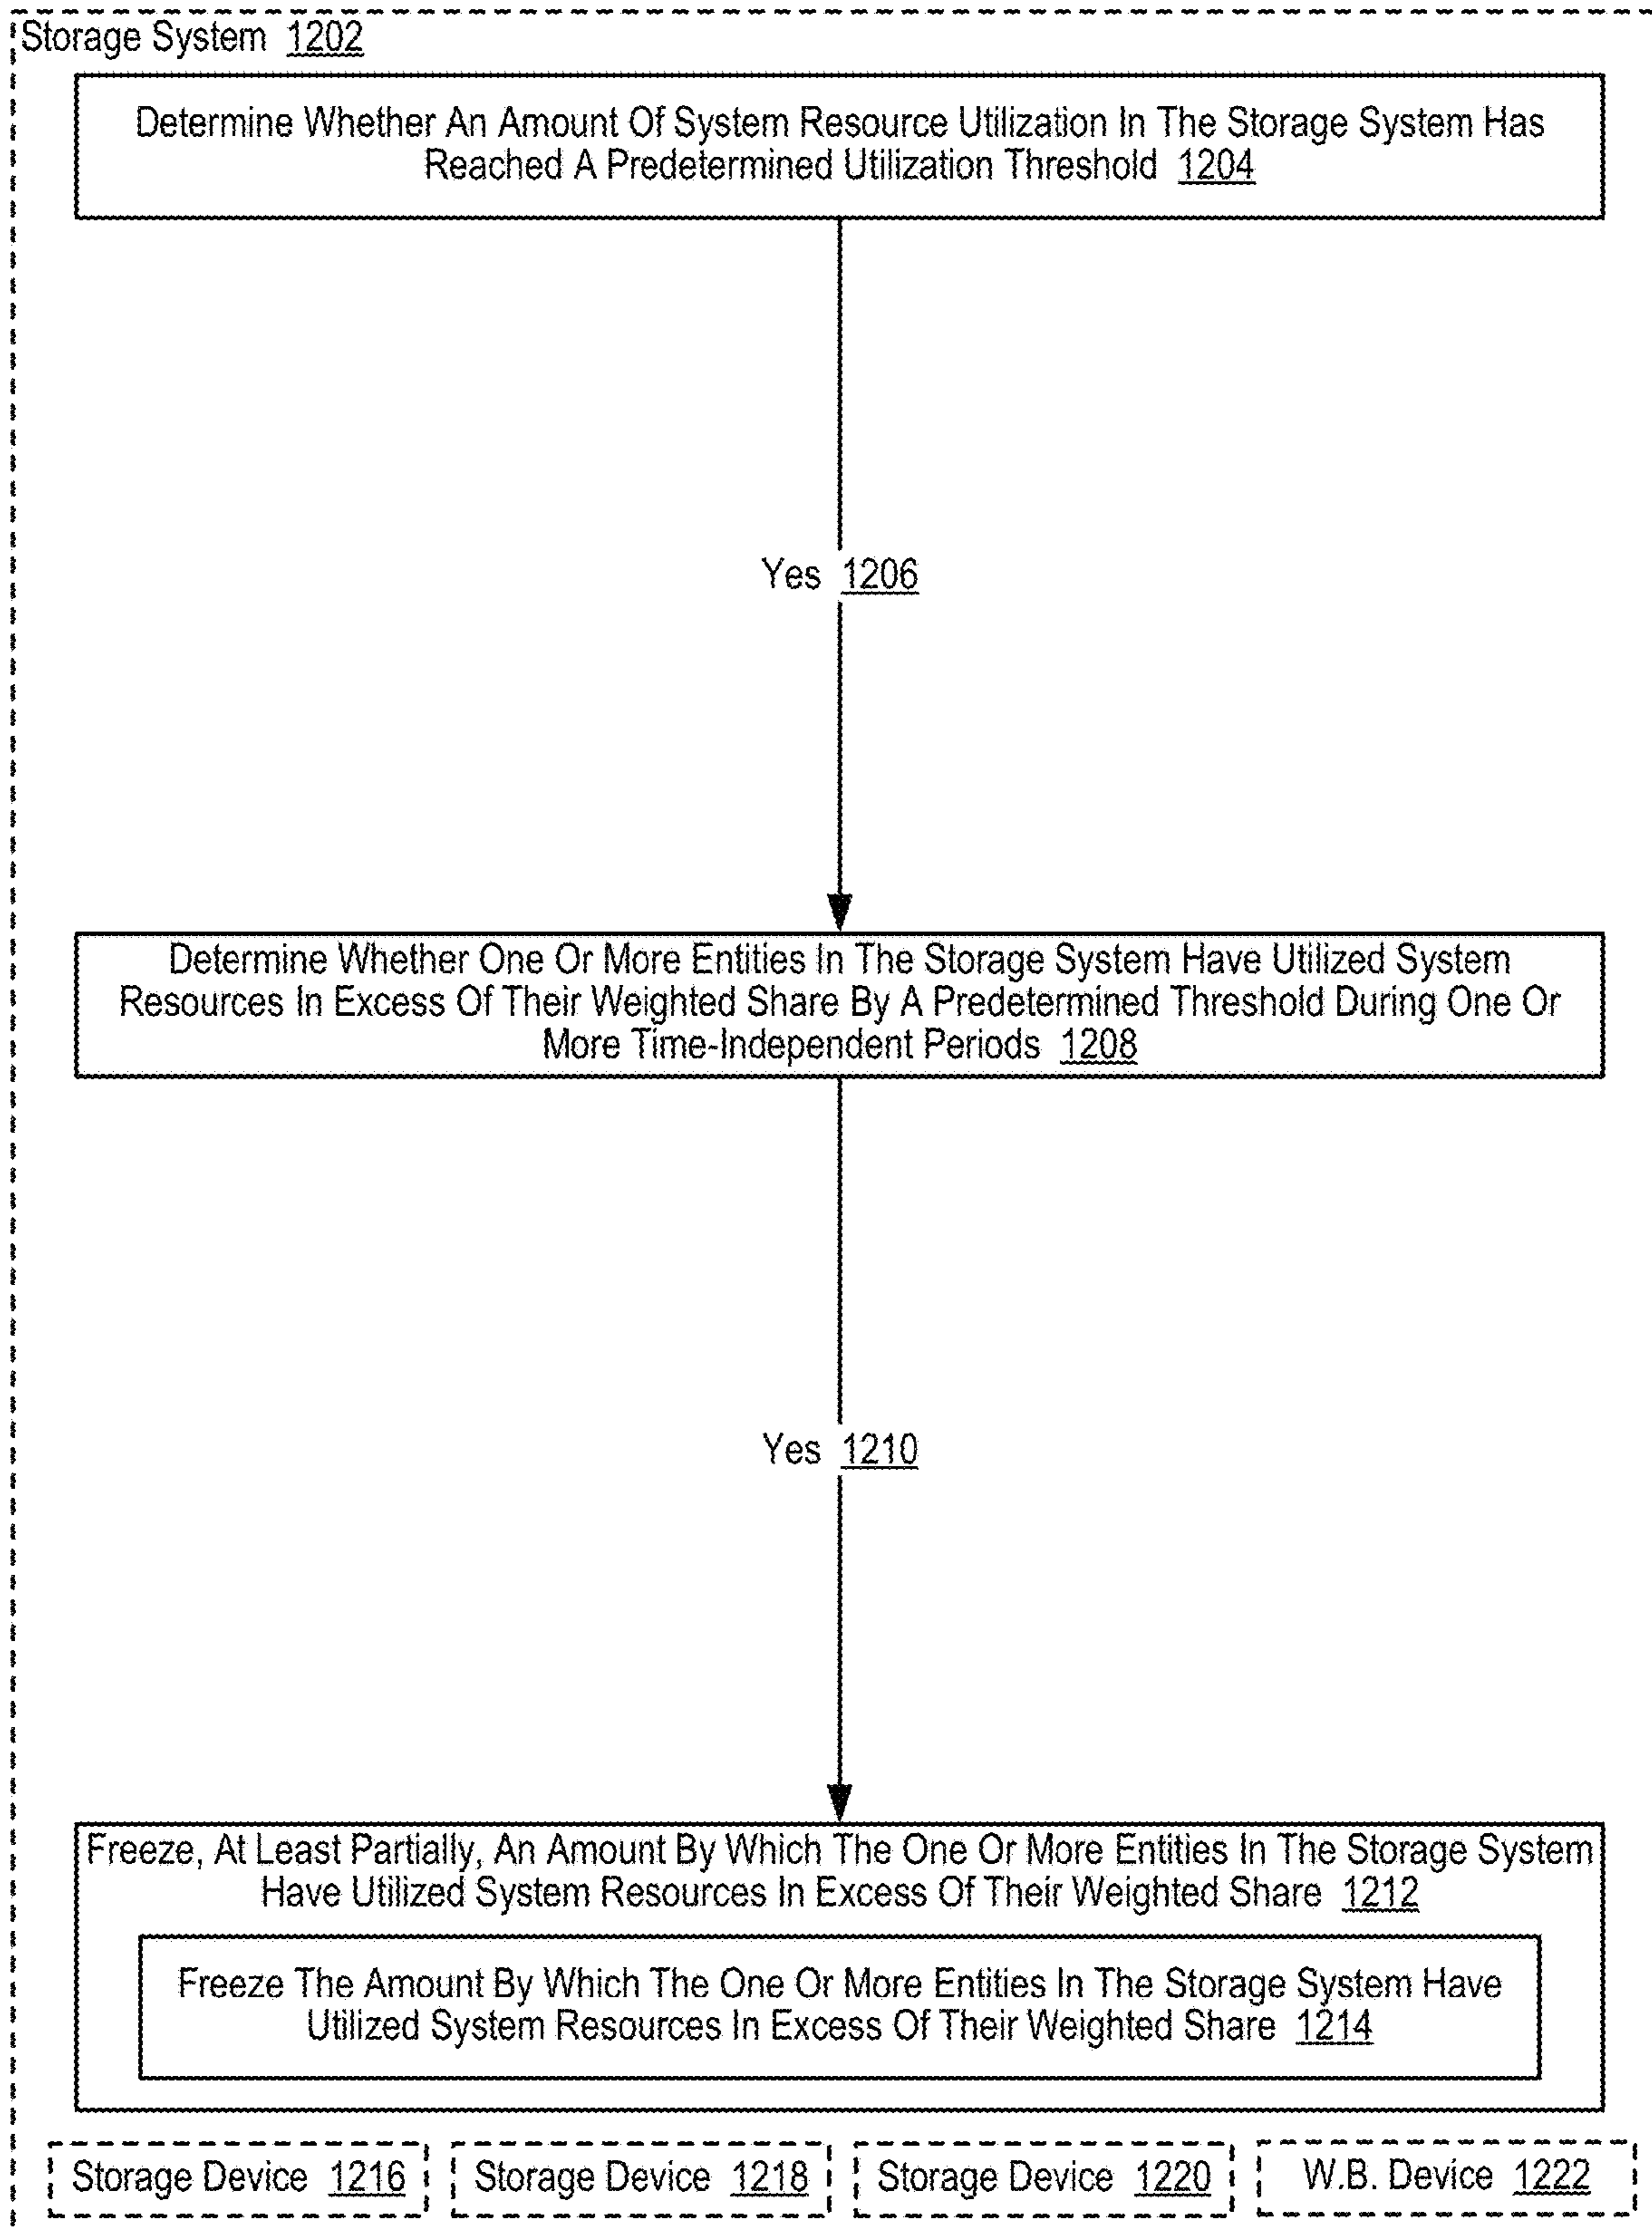 Storage System 1202
Determine Whether An Amount Of System Resource Utilization In The Storage System Has
Reached A Predetermined Utilization Threshold 1204
Yes 1206
Determine Whether One Or More Entities In The Storage System Have Utilized System
Resources In Excess Of Their Weighted Share By A Predetermined Threshold During One Or
More Time-Independent Periods 1208
Yes 1210
Freeze, At Least Partially, An Amount By Which The One Or More Entities In The Storage System
Have Utilized System Resources In Excess Of Their Weighted Share 1212
Freeze The Amount By Which The One Or More Entities In The Storage System Have
Utilized System Resources In Excess Of Their Weighted Share 1214
Storage Device 1216
Storage Device 1218
Storage Device 1220
W.B. Device 1222